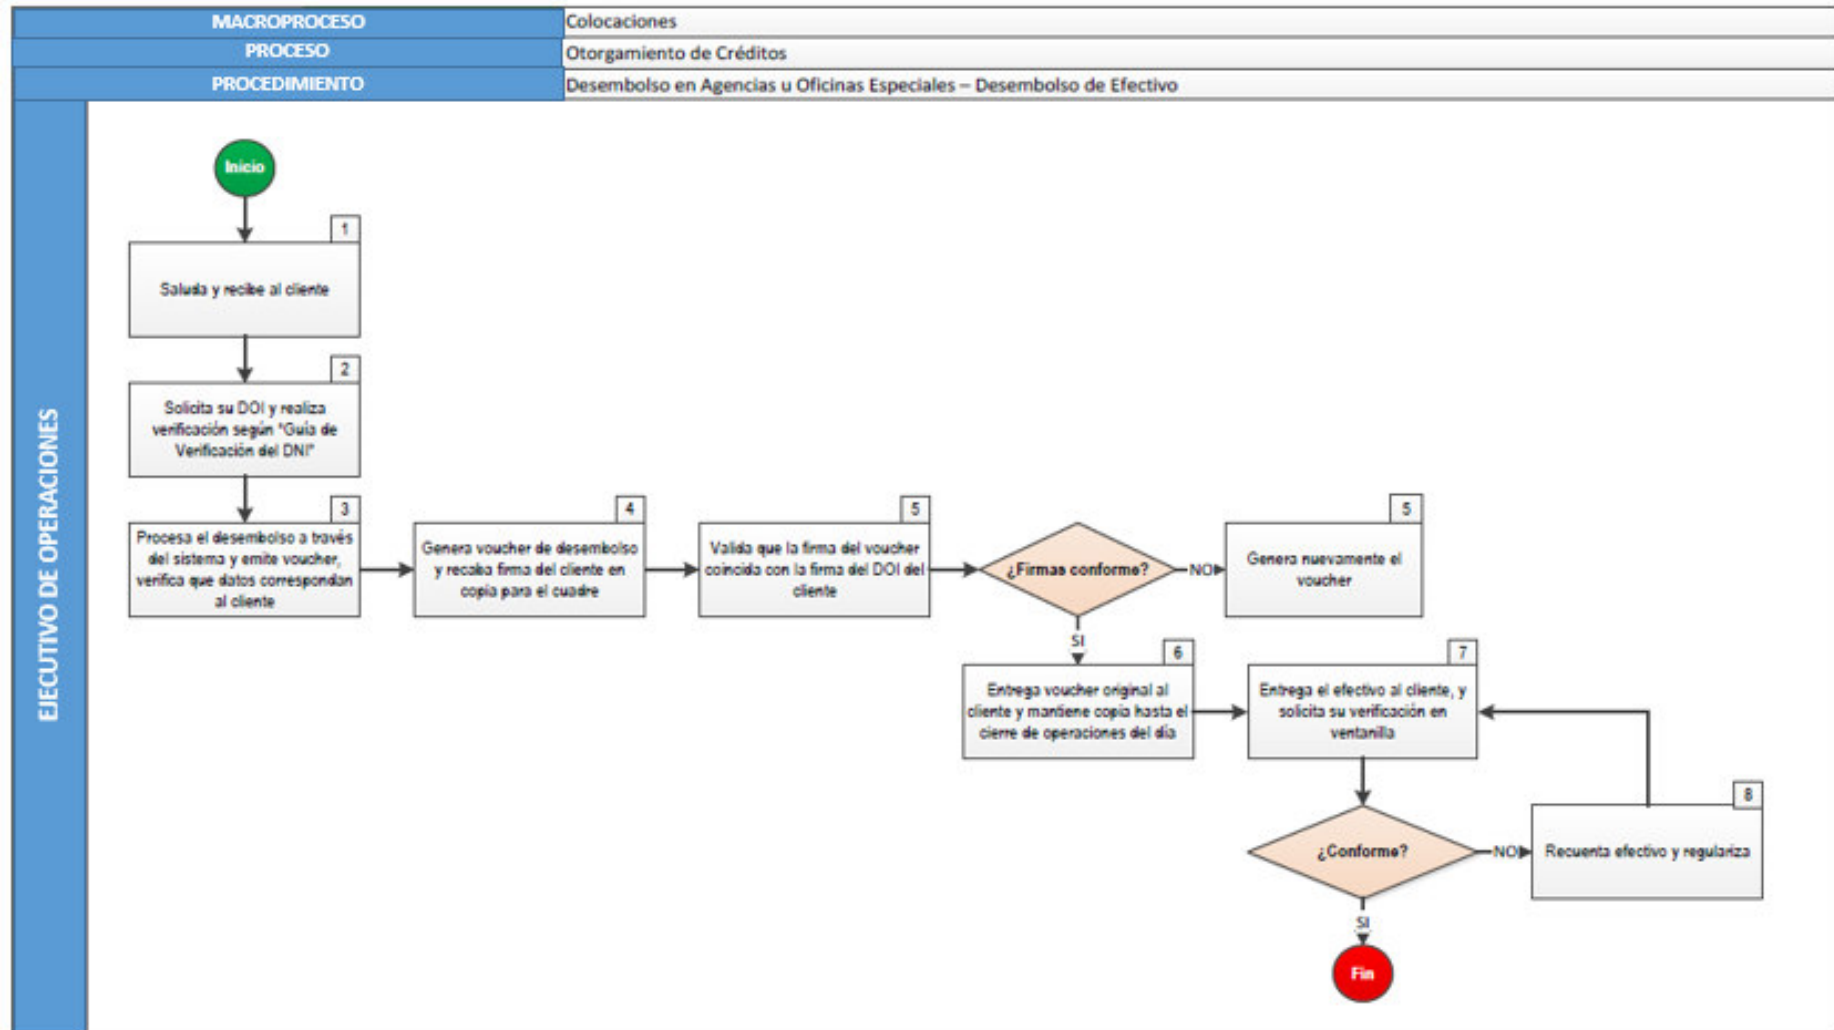 MACROPROCESO
Colocaciones
PROCESO
Otorgamiento de Créditos
PROCEDIMIENTO
Desembolso en Agencias u Oficinas Especiales – Desembolso de Efectivo
EJECUTIVO DE OPERACIONES
Inicio
1
Saluda y recibe al cliente
2
Solicita su DOI y realiza
verificación según "Guía de
Verificación del DNI"
3
Procesa el desembolso a través
del sistema y emite voucher,
verifica que datos correspondan
al cliente
4
Genera voucher de desembolso
y recaba firma del cliente en
copia para el cuadre
5
Valida que la firma del voucher
coincida con la firma del DOI del
cliente
¿Firmas conforme?
NO
5
Genera nuevamente el
voucher
SI
6
Entrega voucher original al
cliente y mantiene copia hasta el
cierre de operaciones del día
7
Entrega el efectivo al cliente, y
solicita su verificación en
ventanilla
¿Conforme?
NO
8
Recuenta efectivo y regulariza
SI
Fin